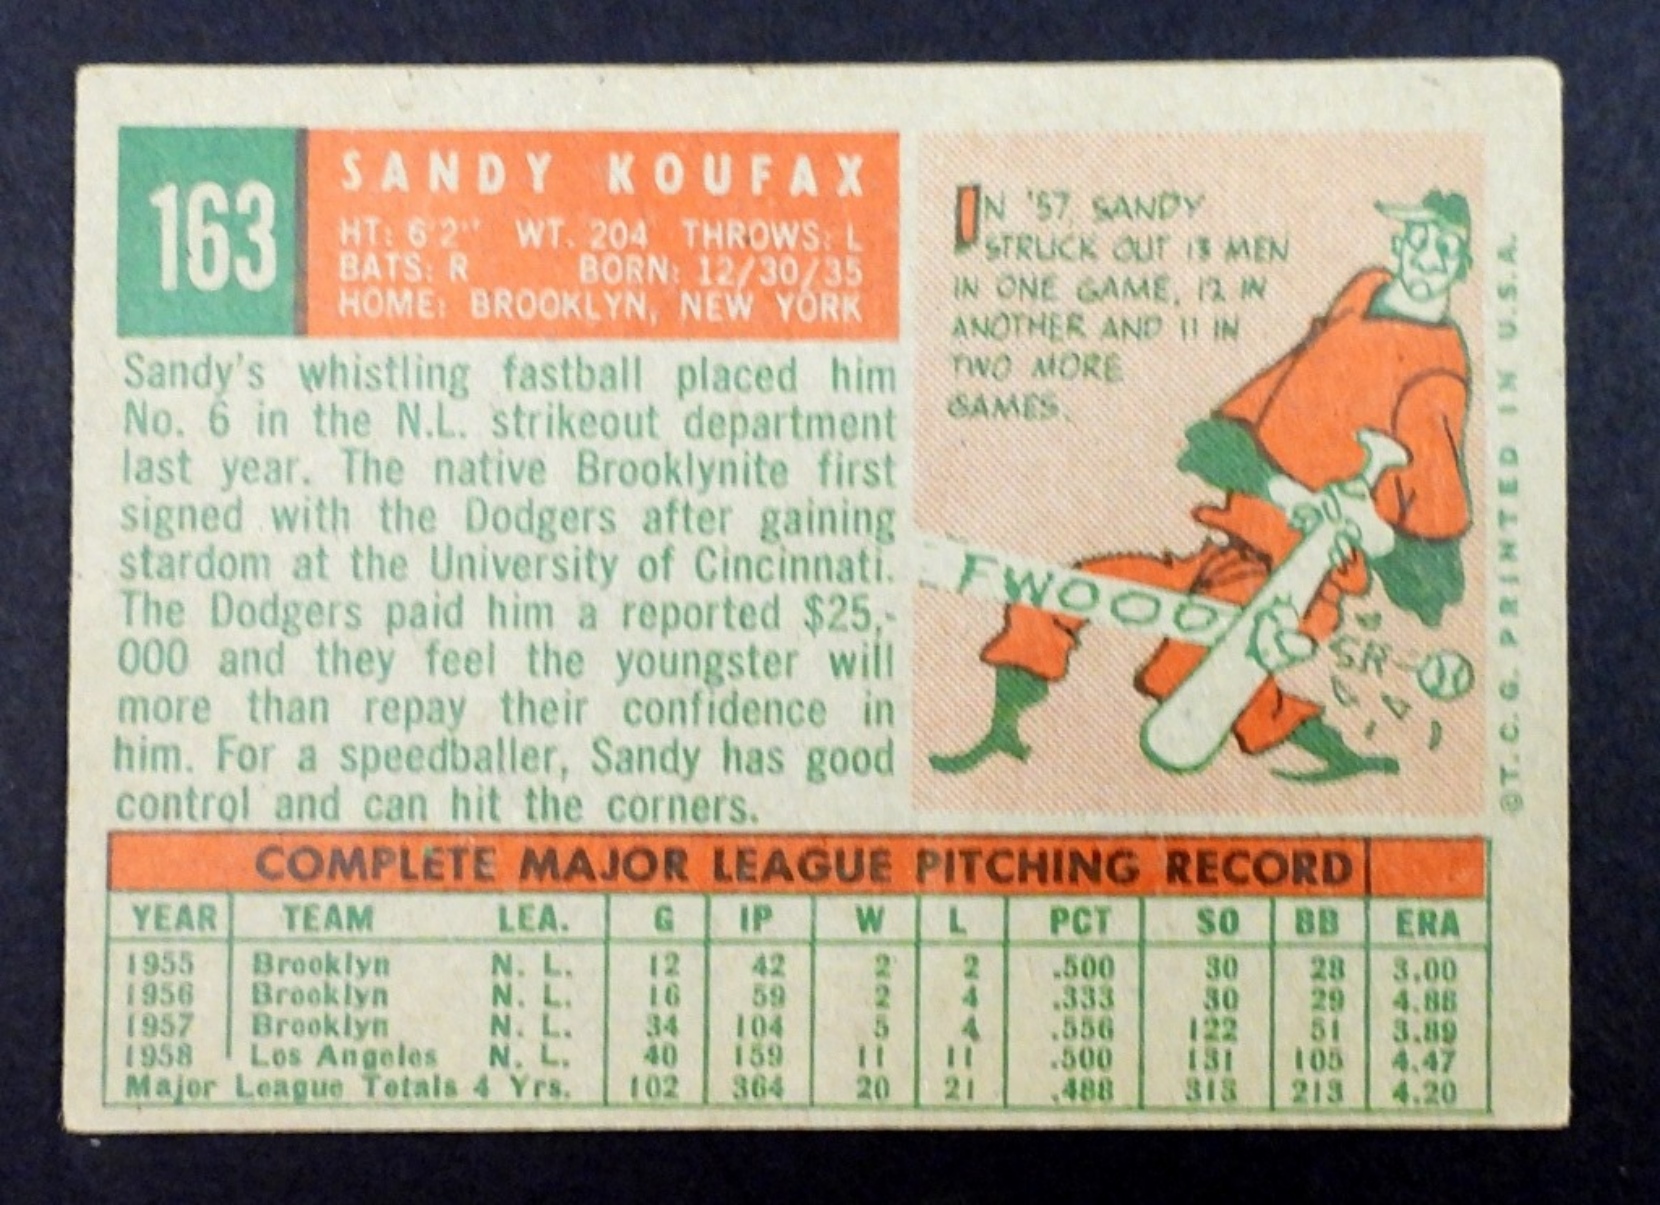 163
SANDY KOUFAX
HT: 6'2" WT. 204 THROWS: L
BATS: R BORN: 12/30/35
HOME: BROOKLYN, NEW YORK
Sandy's whistling fastball placed him
No. 6 in the N.L. strikeout department
last year. The native Brooklynite first
signed with the Dodgers after gaining
stardom at the University of Cincinnati.
The Dodgers paid him a reported $25,-
000 and they feel the youngster will
more than repay their confidence in
him. For a speedballer, Sandy has good
control and can hit the corners.
IN '57, SANDY
STRUCK OUT 13 MEN
IN ONE GAME, 12 IN
ANOTHER AND 11 IN
TWO MORE
GAMES.
FWOOO
SR-
©T. C. G. PRINTED IN U.S.A.
COMPLETE MAJOR LEAGUE PITCHING RECORD
YEAR TEAM LEA. G IP W L PCT SO BB ERA
1955 Brooklyn N. L. 12 42 2 2 .500 30 28 3.00
1956 Brooklyn N. L. 16 59 2 4 .333 30 29 4.88
1957 Brooklyn N. L. 34 104 5 4 .556 122 51 3.89
1958 Los Angeles N. L. 40 159 11 11 .500 131 105 4.47
Major League Totals 4 Yrs. 102 364 20 21 .488 313 213 4.20